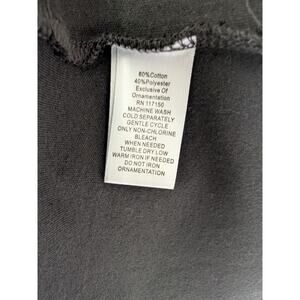 60%Cotton
40%Polyester
Exclusive Of
Ornamentation
RN 117150
MACHINE WASH
COLD SEPARATELY
GENTLE CYCLE
ONLY NON-CHLORINE
BLEACH
WHEN NEEDED
TUMBLE DRY LOW
WARM IRON IF NEEDED
DO NOT IRON
ORNAMENTATION